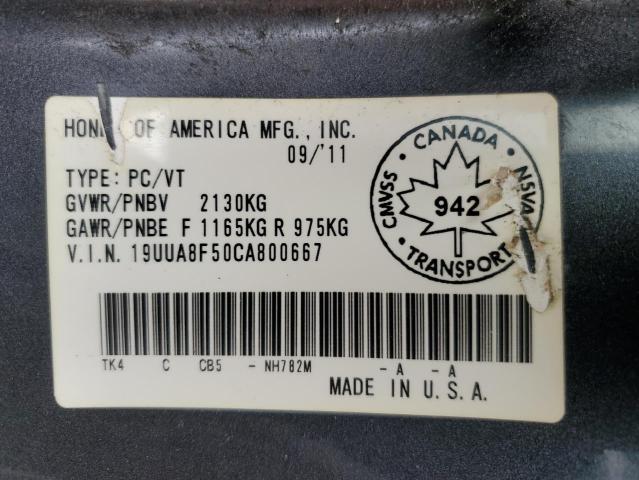 OF AMERICA MFG., INC.
09/'11
TYPE: PC/VT
GVWR/PNBV 2130KG
GAWR/PNBE F 1165KG R 975KG
V.I.N. 19UUA8F50CA800667
CANADA
CMVSS
NSVA
942
TRANSPORT
TK4 C CB5 - NH782M - A - A
MADE IN U.S.A.